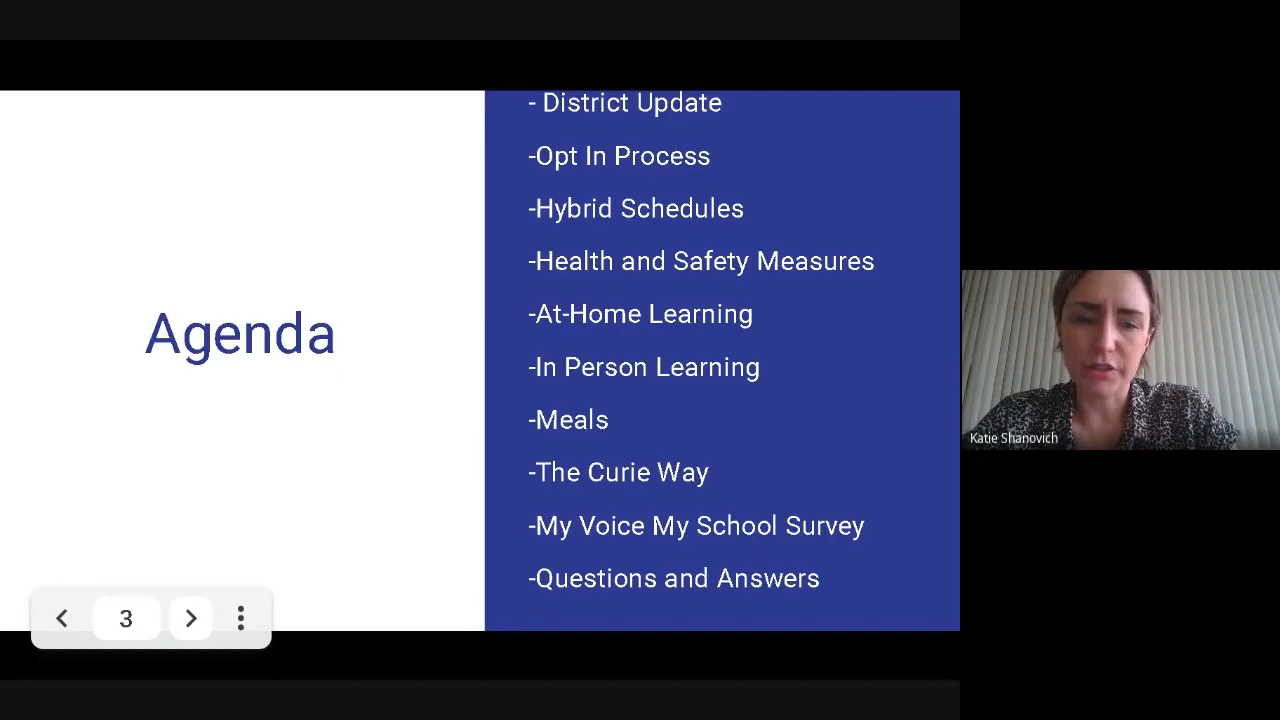 Agenda
- District Update
-Opt In Process
-Hybrid Schedules
-Health and Safety Measures
-At-Home Learning
-In Person Learning
-Meals
-The Curie Way
-My Voice My School Survey
-Questions and Answers
3
Katie Shanovich